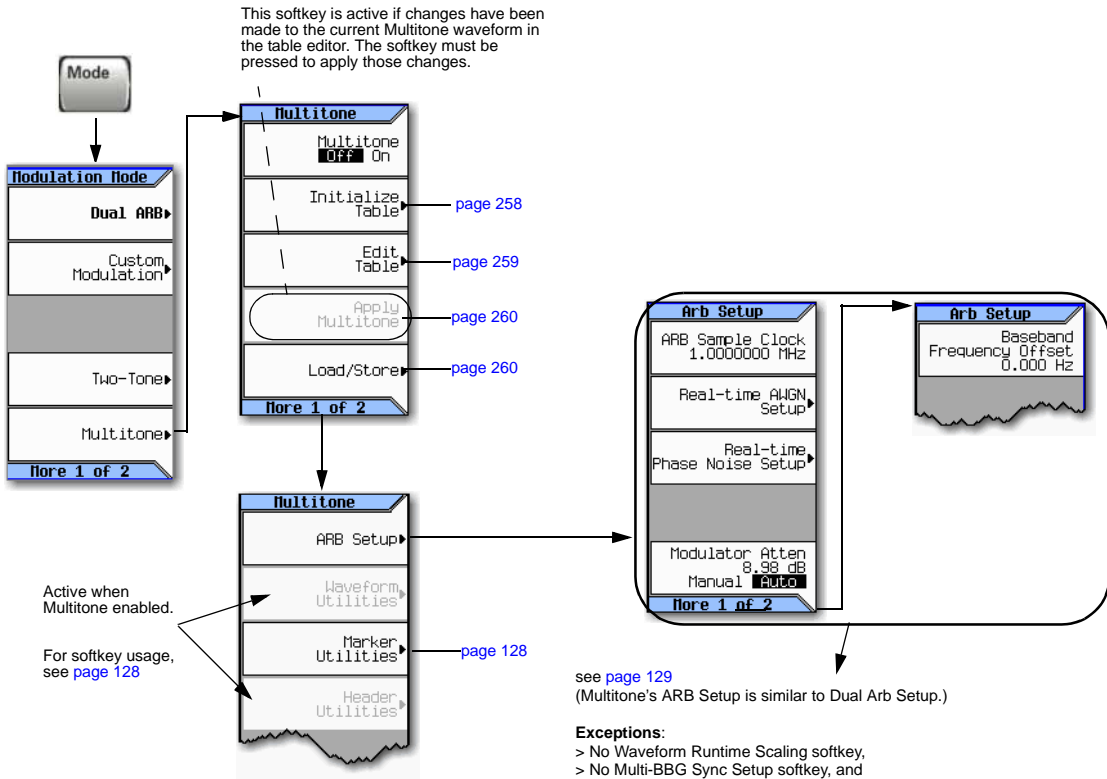 This softkey is active if changes have been
made to the current Multitone waveform in
the table editor. The softkey must be
pressed to apply those changes.
Mode
Modulation Mode
Dual ARB
Custom
Modulation
Two-Tone
Multitone
More 1 of 2
Multitone
Multitone
Off On
Initialize
Table
page 258
Edit
Table
page 259
Apply
Multitone
page 260
Load/Store
page 260
More 1 of 2
Multitone
ARB Setup
Waveform
Utilities
Marker
Utilities
page 128
Header
Utilities
Active when
Multitone enabled.
For softkey usage,
see page 128
Arb Setup
ARB Sample Clock
1.0000000 MHz
Real-time AWGN
Setup
Real-time
Phase Noise Setup
Modulator Atten
8.98 dB
Manual Auto
More 1 of 2
Arb Setup
Baseband
Frequency Offset
0.000 Hz
see page 129
(Multitone's ARB Setup is similar to Dual Arb Setup.)
Exceptions:
> No Waveform Runtime Scaling softkey,
> No Multi-BBG Sync Setup softkey, and